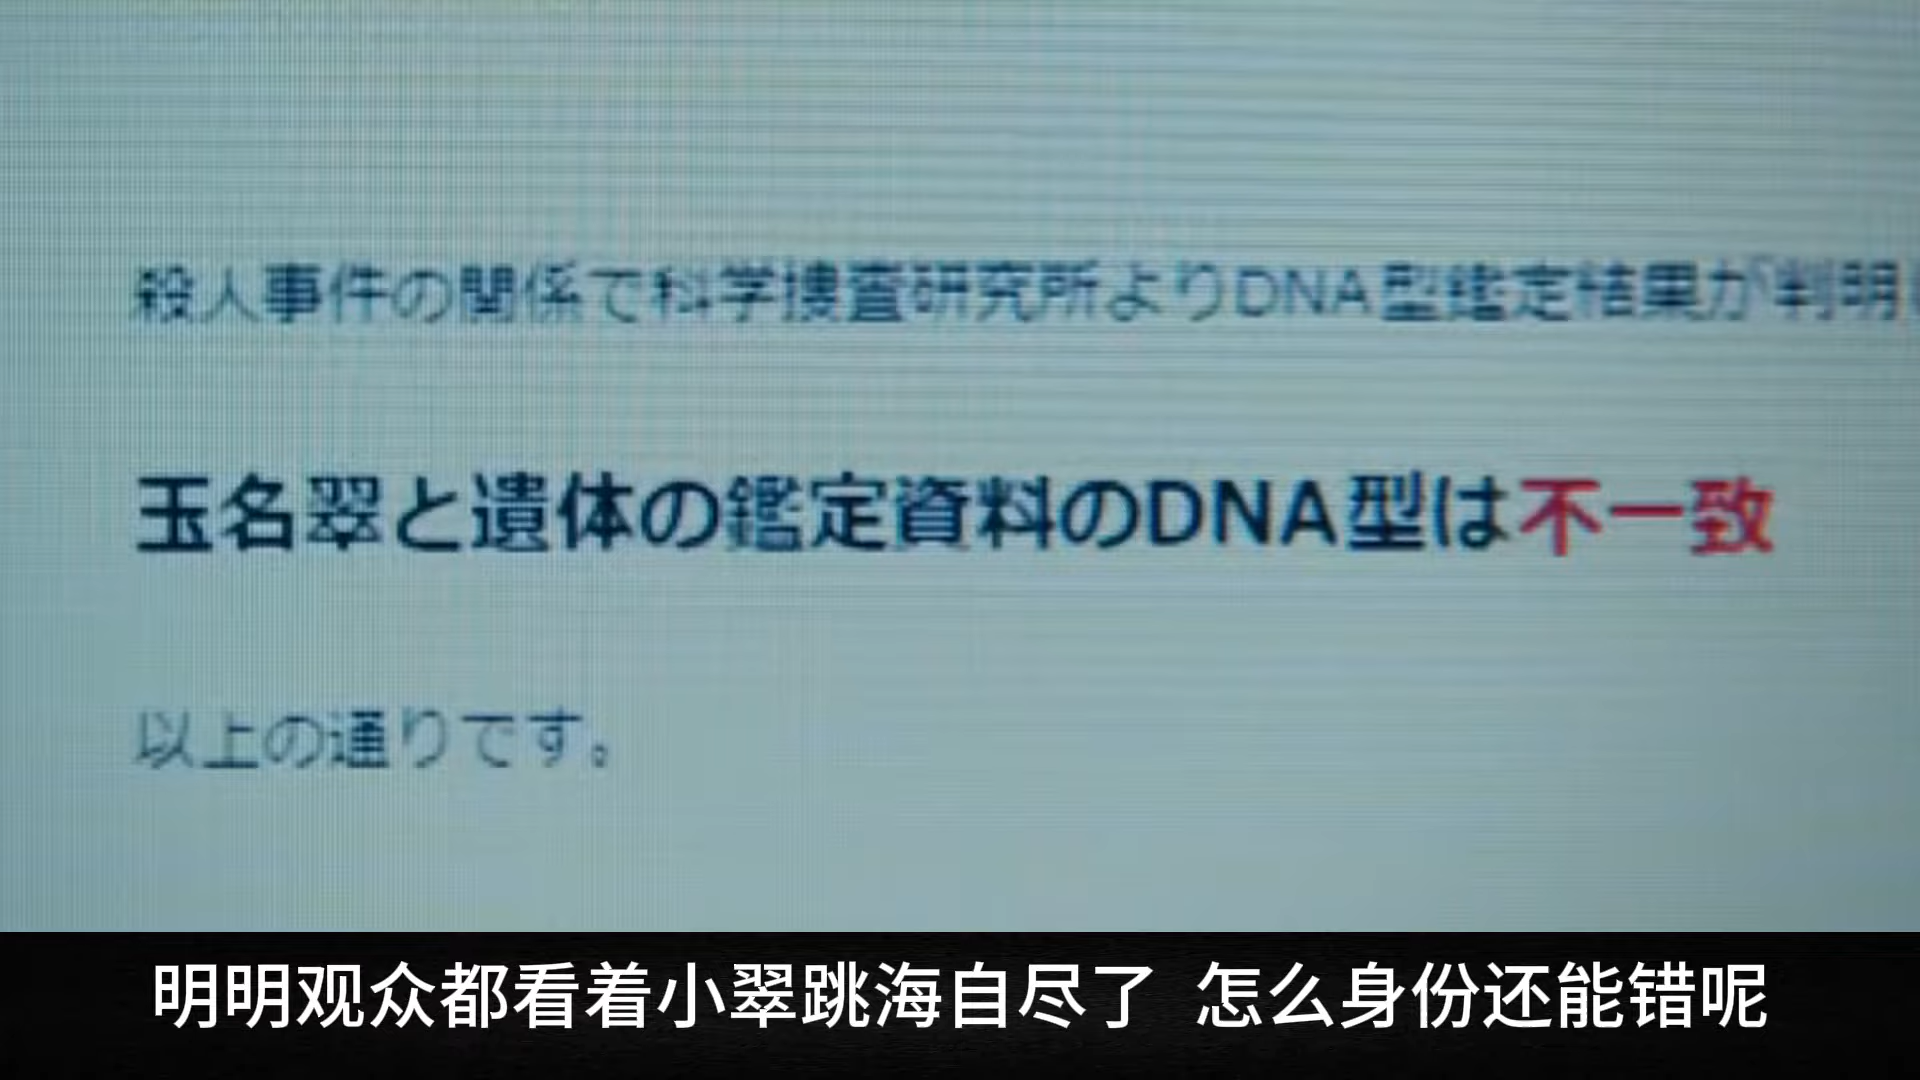 殺人事件の関係で科学捜査研究所よりDNA型鑑定結果が判明し
玉名翠と遺体の鑑定資料のDNA型は不一致
以上の通りです。
明明观众都看着小翠跳海自尽了 怎么身份还能错呢